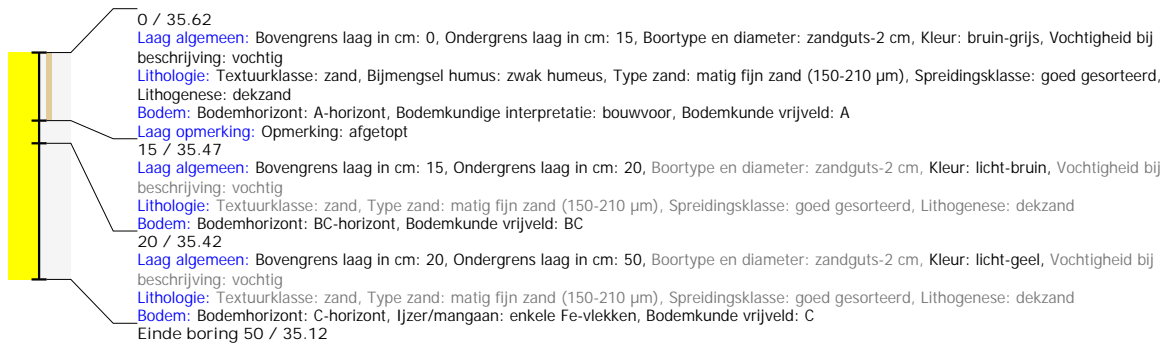 0 / 35.62
Laag algemeen: Bovengrens laag in cm: 0, Ondergrens laag in cm: 15, Boortype en diameter: zandguts-2 cm, Kleur: bruin-grijs, Vochtigheid bij
beschrijving: vochtig
Lithologie: Textuurklasse: zand, Bijmengsel humus: zwak humeus, Type zand: matig fijn zand (150-210 µm), Spreidingsklasse: goed gesorteerd,
Lithogenese: dekzand
Bodem: Bodemhorizont: A-horizont, Bodemkundige interpretatie: bouwvoor, Bodemkunde vrijveld: A
Laag opmerking: Opmerking: afgetopt
15 / 35.47
Laag algemeen: Bovengrens laag in cm: 15, Ondergrens laag in cm: 20, Boortype en diameter: zandguts-2 cm, Kleur: licht-bruin, Vochtigheid bij
beschrijving: vochtig
Lithologie: Textuurklasse: zand, Type zand: matig fijn zand (150-210 µm), Spreidingsklasse: goed gesorteerd, Lithogenese: dekzand
Bodem: Bodemhorizont: BC-horizont, Bodemkunde vrijveld: BC
20 / 35.42
Laag algemeen: Bovengrens laag in cm: 20, Ondergrens laag in cm: 50, Boortype en diameter: zandguts-2 cm, Kleur: licht-geel, Vochtigheid bij
beschrijving: vochtig
Lithologie: Textuurklasse: zand, Type zand: matig fijn zand (150-210 µm), Spreidingsklasse: goed gesorteerd, Lithogenese: dekzand
Bodem: Bodemhorizont: C-horizont, Ijzer/mangaan: enkele Fe-vlekken, Bodemkunde vrijveld: C
Einde boring 50 / 35.12